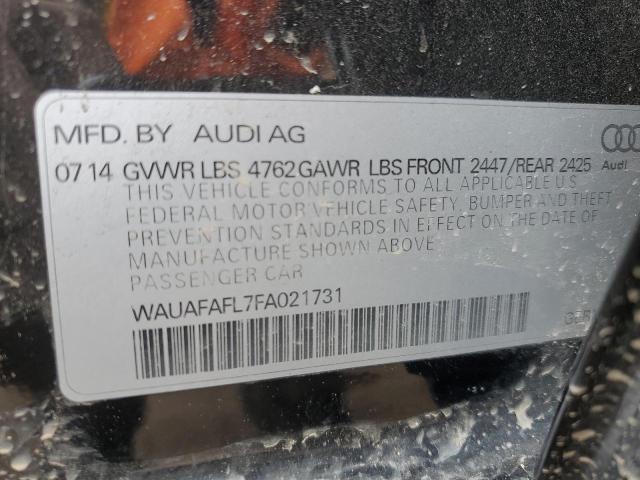 MFD. BY AUDI AG
07 14 GVWR LBS 4762 GAWR LBS FRONT 2447/REAR 2425
Audi
THIS VEHICLE CONFORMS TO ALL APPLICABLE U.S
FEDERAL MOTOR VEHICLE SAFETY, BUMPER AND THEFT
PREVENTION STANDARDS IN EFFECT ON THE DATE OF
MANUFACTURE SHOWN ABOVE
PASSENGER CAR
WAUAFAFL7FA021731